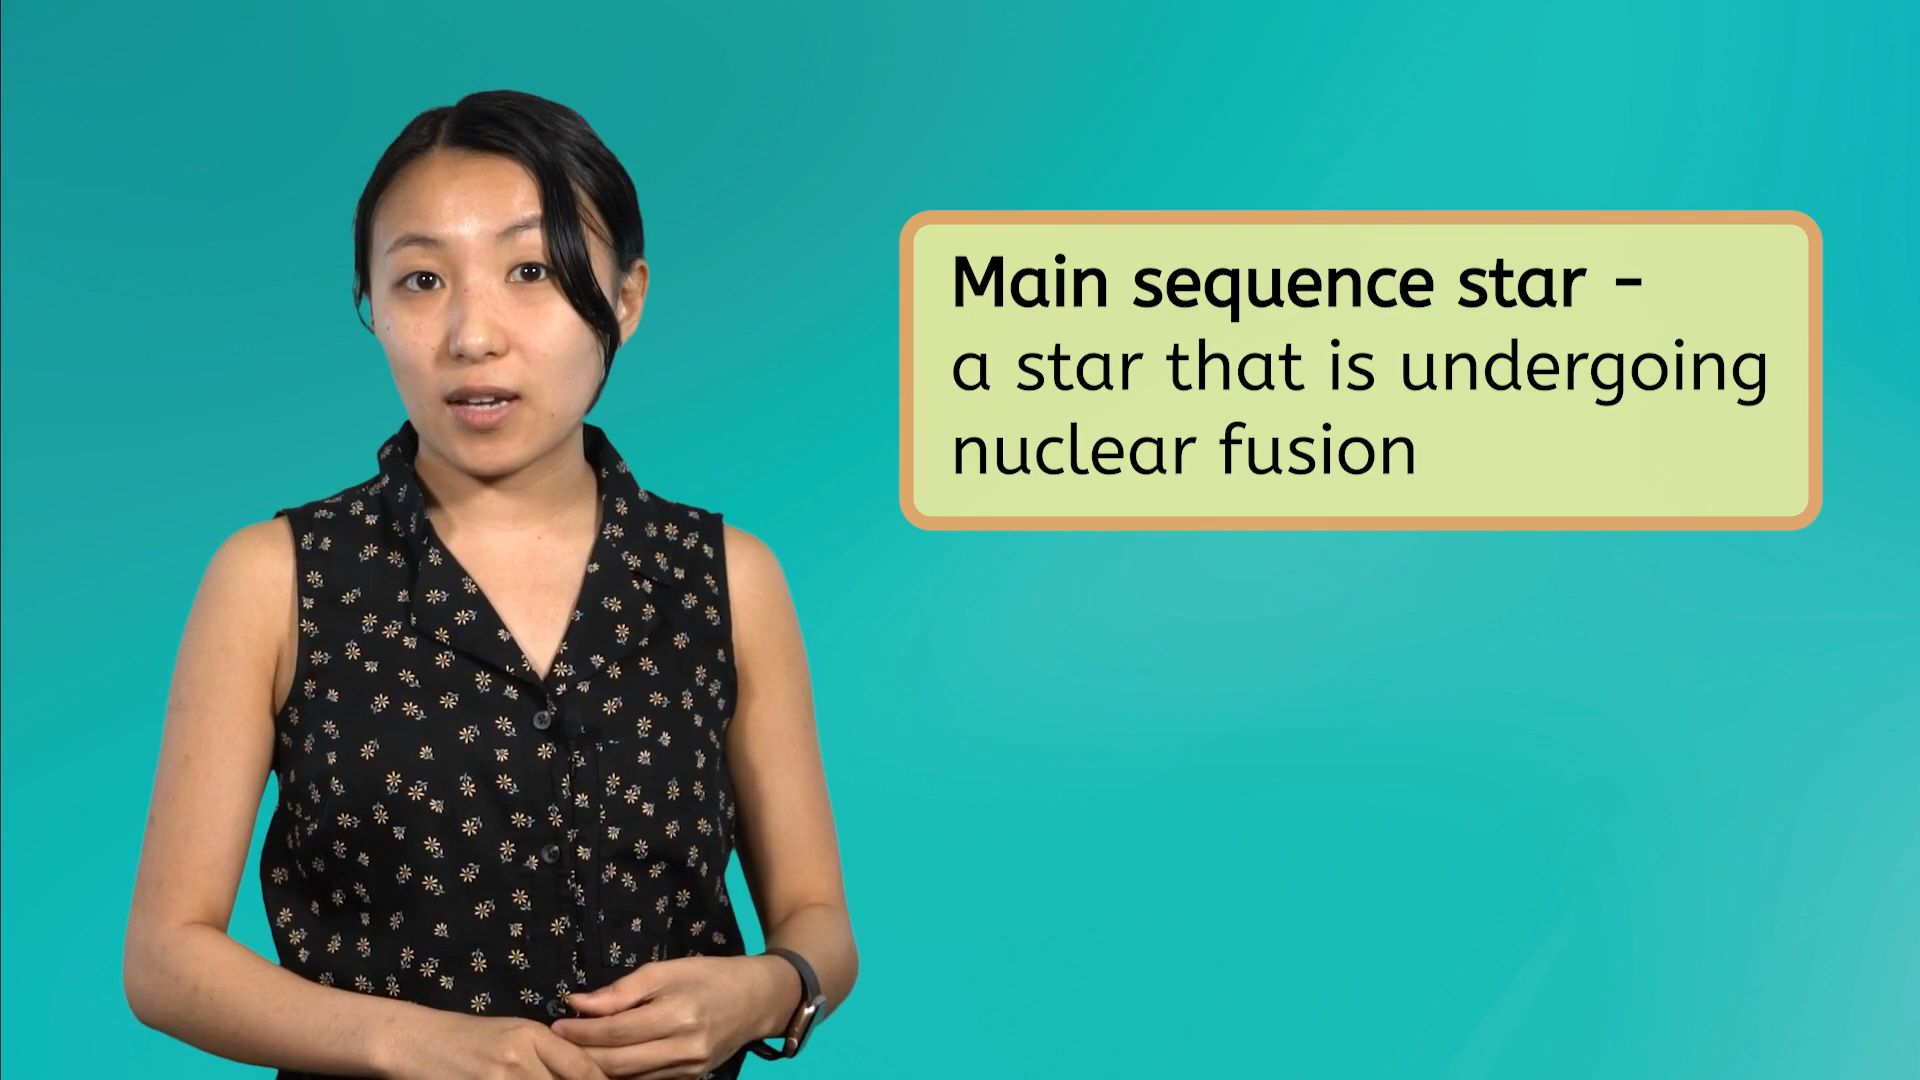 Main sequence star -
a star that is undergoing
nuclear fusion